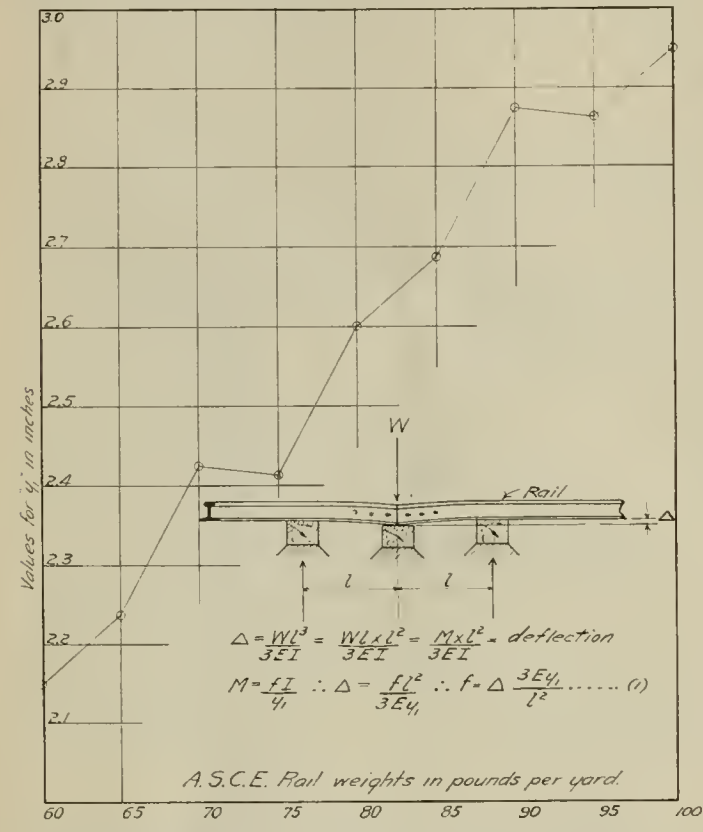 3.0
2.9
2.8
2.7
2.6
2.5
2.4
2.3
2.2
2.1
Values for "y₁" in inches
W
Rail
Δ
l
l
Δ = Wl³/3EI = Wl×l²/3EI = M×l²/3EI = deflection
M = fI/y₁ ∴ Δ = fl²/3Ey₁ ∴ f = Δ 3Ey₁/l² ...... (1)
A.S.C.E. Rail weights in pounds per yard.
60 65 70 75 80 85 90 95 100